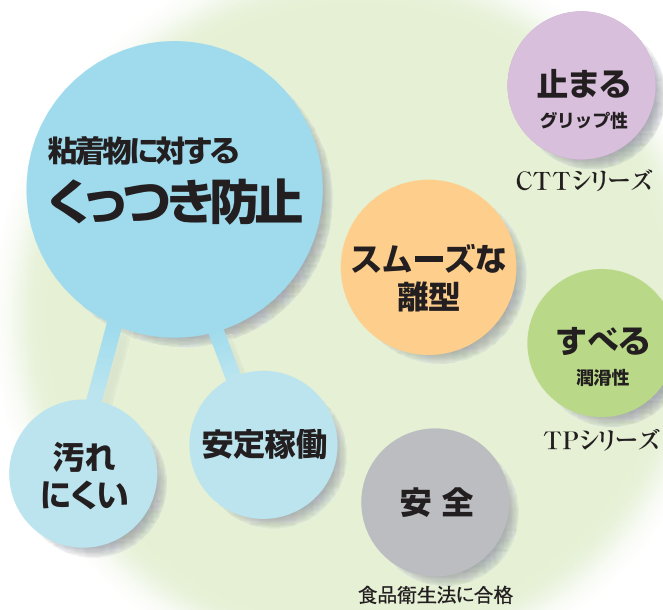 粘着物に対する
くっつき防止
汚れ
にくい
安定稼働
スムーズな
離型
安 全
食品衛生法に合格
止まる
グリップ性
CTTシリーズ
すべる
潤滑性
TPシリーズ